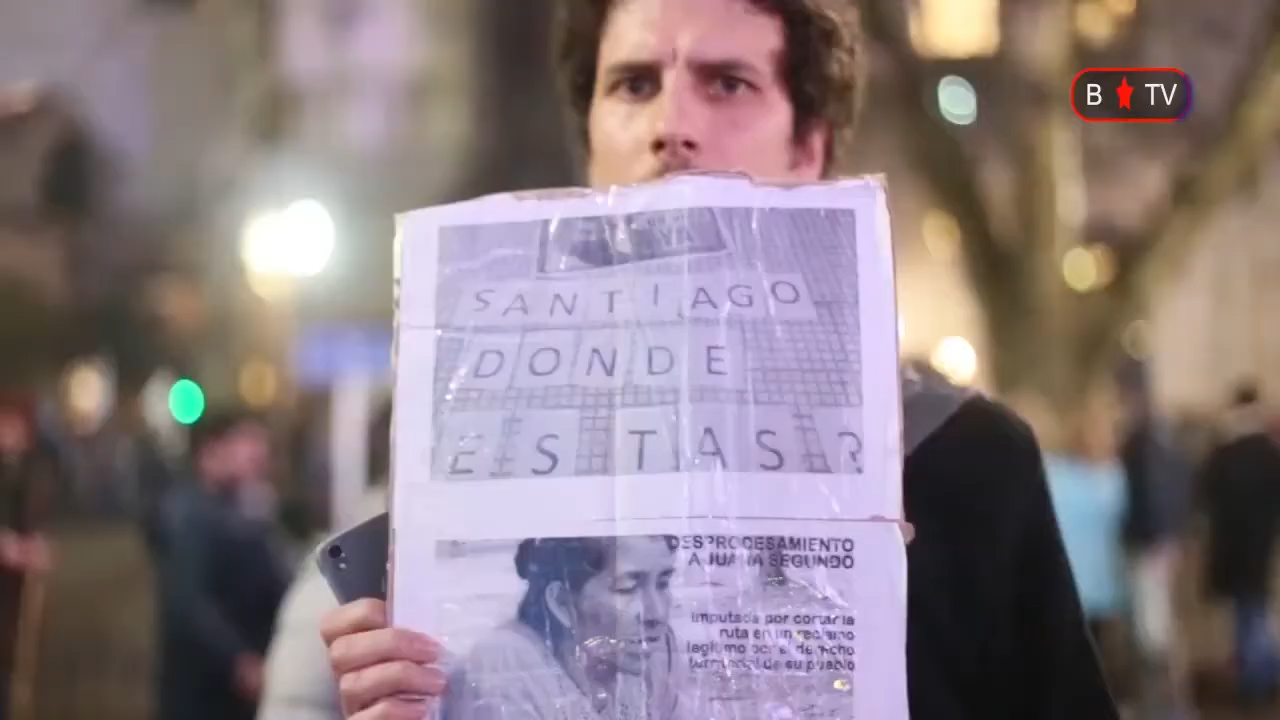 B ★ TV
SANTIAGO
DONDE
ESTAS?
DESPROCESAMIENTO
A JUANA SEGUNDO
imputada por cortar la
ruta en un reclamo
legítimo por el derecho
territorial de su pueblo